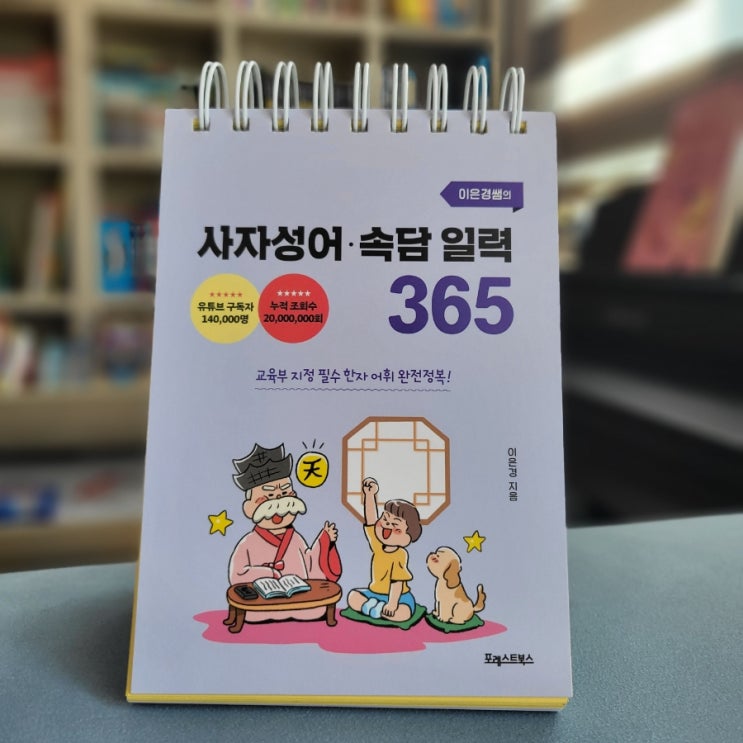 이은경쌤의
사자성어·속담 일력
365
★★★★★
유튜브 구독자
140,000명
★★★★★
누적 조회수
20,000,000회
교육부 지정 필수 한자 어휘 완전정복!
天
이은경 지음
포레스트북스